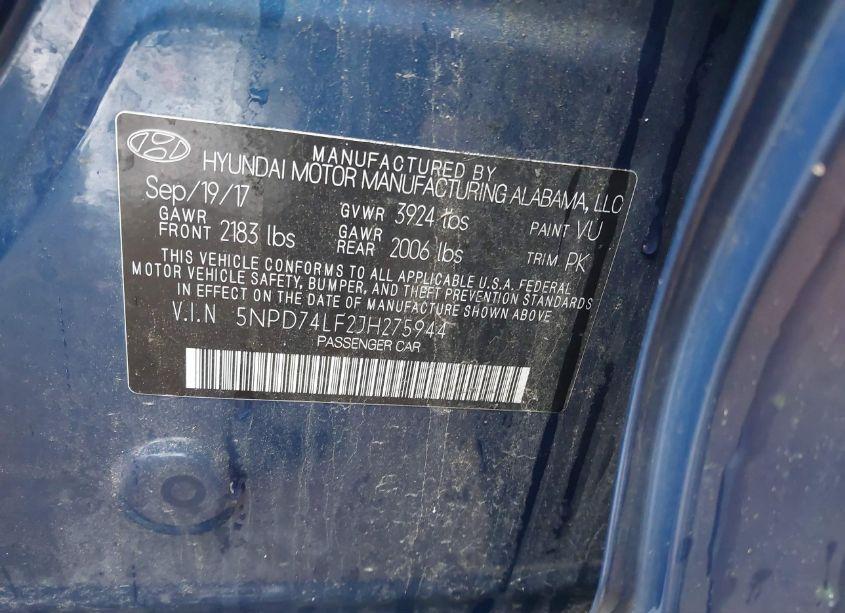 MANUFACTURED BY
HYUNDAI MOTOR MANUFACTURING ALABAMA, LLC
Sep/19/17 GVWR 3924 lbs PAINT VU
GAWR FRONT 2183 lbs GAWR REAR 2006 lbs TRIM PK
THIS VEHICLE CONFORMS TO ALL APPLICABLE U.S.A. FEDERAL
MOTOR VEHICLE SAFETY, BUMPER, AND THEFT PREVENTION STANDARDS
IN EFFECT ON THE DATE OF MANUFACTURE SHOWN ABOVE.
V.I.N 5NPD74LF2JH275944
PASSENGER CAR